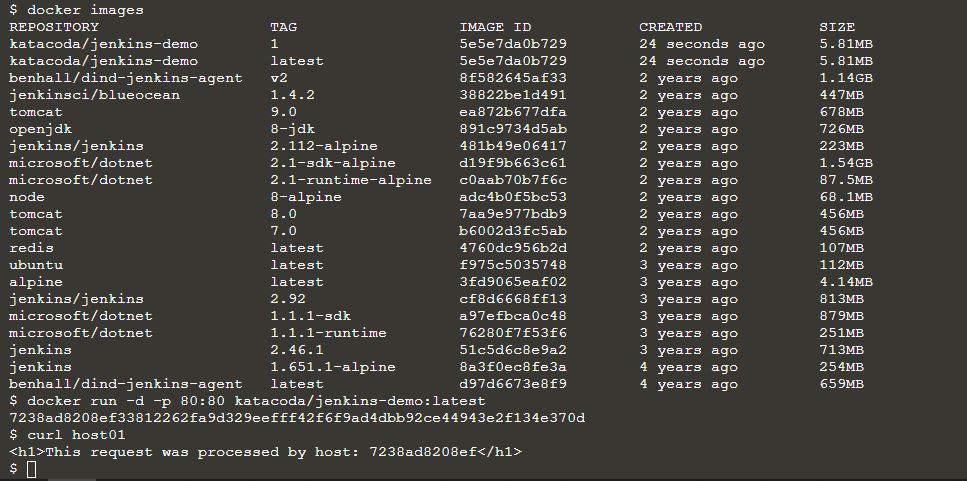 $ docker images
REPOSITORY TAG IMAGE ID CREATED SIZE
katacoda/jenkins-demo 1 5e5e7da0b729 24 seconds ago 5.81MB
katacoda/jenkins-demo latest 5e5e7da0b729 24 seconds ago 5.81MB
benhall/dind-jenkins-agent v2 8f582645af33 2 years ago 1.14GB
jenkinsci/blueocean 1.4.2 38822be1d491 2 years ago 447MB
tomcat 9.0 ea872b677dfa 2 years ago 678MB
openjdk 8-jdk 891c9734d5ab 2 years ago 726MB
jenkins/jenkins 2.112-alpine 481b49e06417 2 years ago 223MB
microsoft/dotnet 2.1-sdk-alpine d19f9b663c61 2 years ago 1.54GB
microsoft/dotnet 2.1-runtime-alpine c0aab70b7f6c 2 years ago 87.5MB
node 8-alpine adc4b0f5bc53 2 years ago 68.1MB
tomcat 8.0 7aa9e977bdb9 2 years ago 456MB
tomcat 7.0 b6002d3fc5ab 2 years ago 456MB
redis latest 4760dc956b2d 2 years ago 107MB
ubuntu latest f975c5035748 3 years ago 112MB
alpine latest 3fd9065eaf02 3 years ago 4.14MB
jenkins/jenkins 2.92 cf8d6668ff13 3 years ago 813MB
microsoft/dotnet 1.1.1-sdk a97efbca0c48 3 years ago 879MB
microsoft/dotnet 1.1.1-runtime 76280f7f53f6 3 years ago 251MB
jenkins 2.46.1 51c5d6c8e9a2 3 years ago 713MB
jenkins 1.651.1-alpine 8a3f0ec8fe3a 4 years ago 254MB
benhall/dind-jenkins-agent latest d97d6673e8f9 4 years ago 659MB
$ docker run -d -p 80:80 katacoda/jenkins-demo:latest
7238ad8208ef33812262fa9d329eefff42f6f9ad4dbb92ce44943e2f134e370d
$ curl host01
<h1>This request was processed by host: 7238ad8208ef</h1>
$